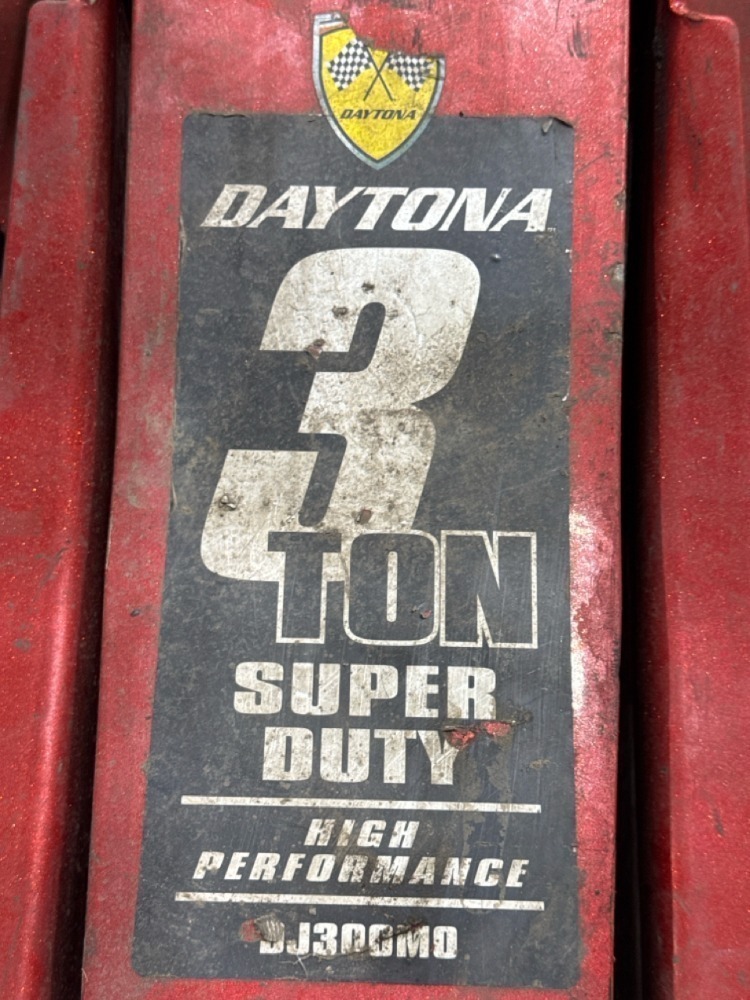 DAYTONA
DAYTONA
3
TON
SUPER
DUTY
HIGH
PERFORMANCE
DJ3000MO